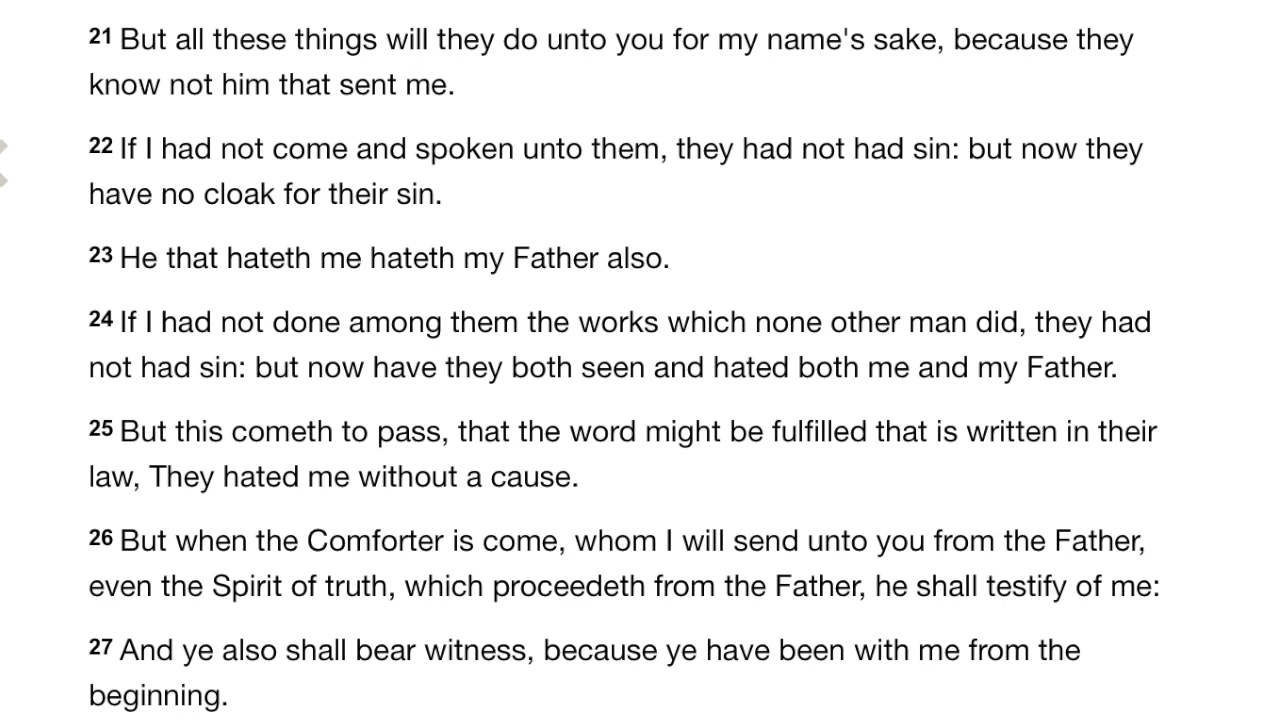 21 But all these things will they do unto you for my name's sake, because they
know not him that sent me.
22 If I had not come and spoken unto them, they had not had sin: but now they
have no cloak for their sin.
23 He that hateth me hateth my Father also.
24 If I had not done among them the works which none other man did, they had
not had sin: but now have they both seen and hated both me and my Father.
25 But this cometh to pass, that the word might be fulfilled that is written in their
law, They hated me without a cause.
26 But when the Comforter is come, whom I will send unto you from the Father,
even the Spirit of truth, which proceedeth from the Father, he shall testify of me:
27 And ye also shall bear witness, because ye have been with me from the
beginning.